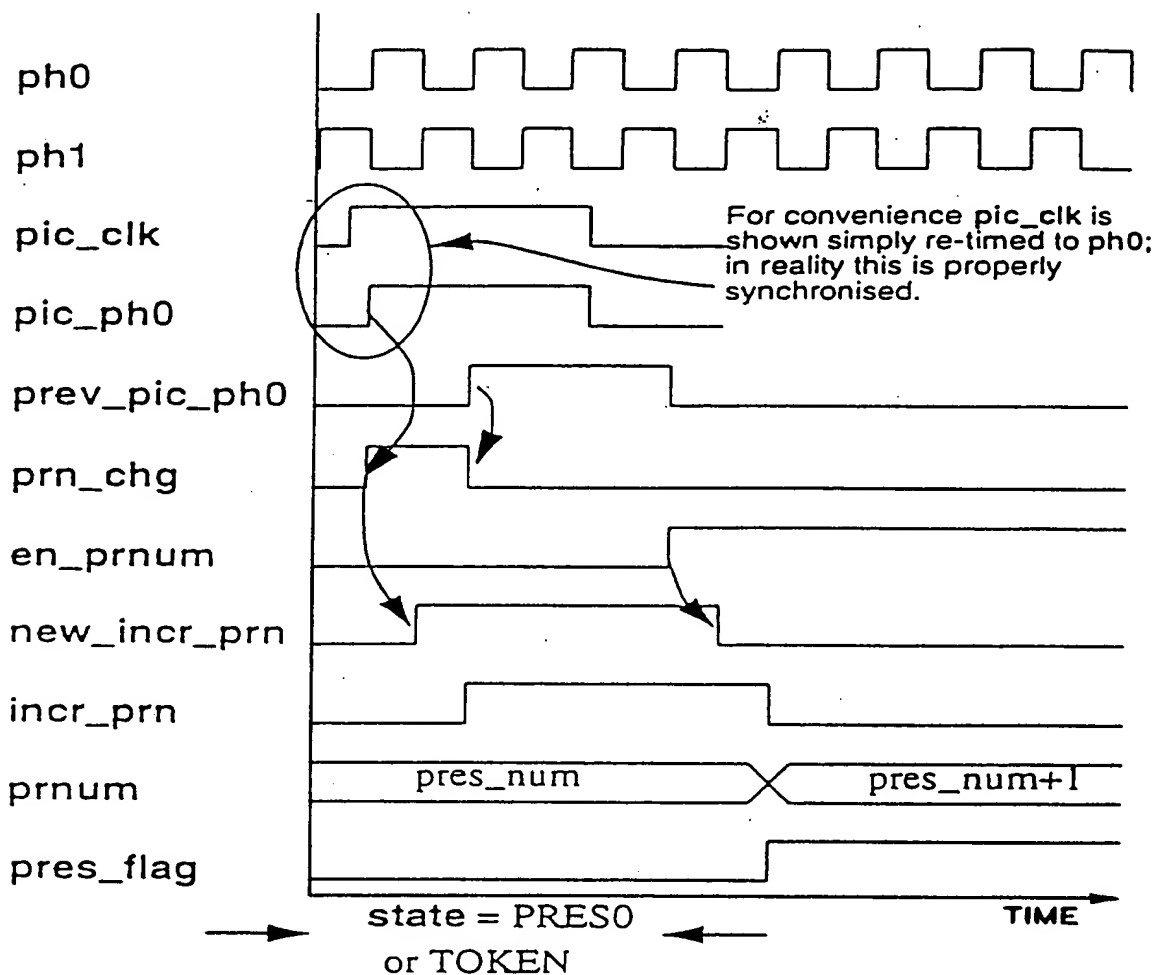 ph0
ph1
pic_clk
For convenience pic_clk is
shown simply re-timed to ph0;
in reality this is properly
synchronised.
pic_ph0
prev_pic_ph0
prn_chg
en_prnum
new_incr_prn
incr_prn
prnum
pres_num
pres_num+1
pres_flag
TIME
state = PRES0
or TOKEN